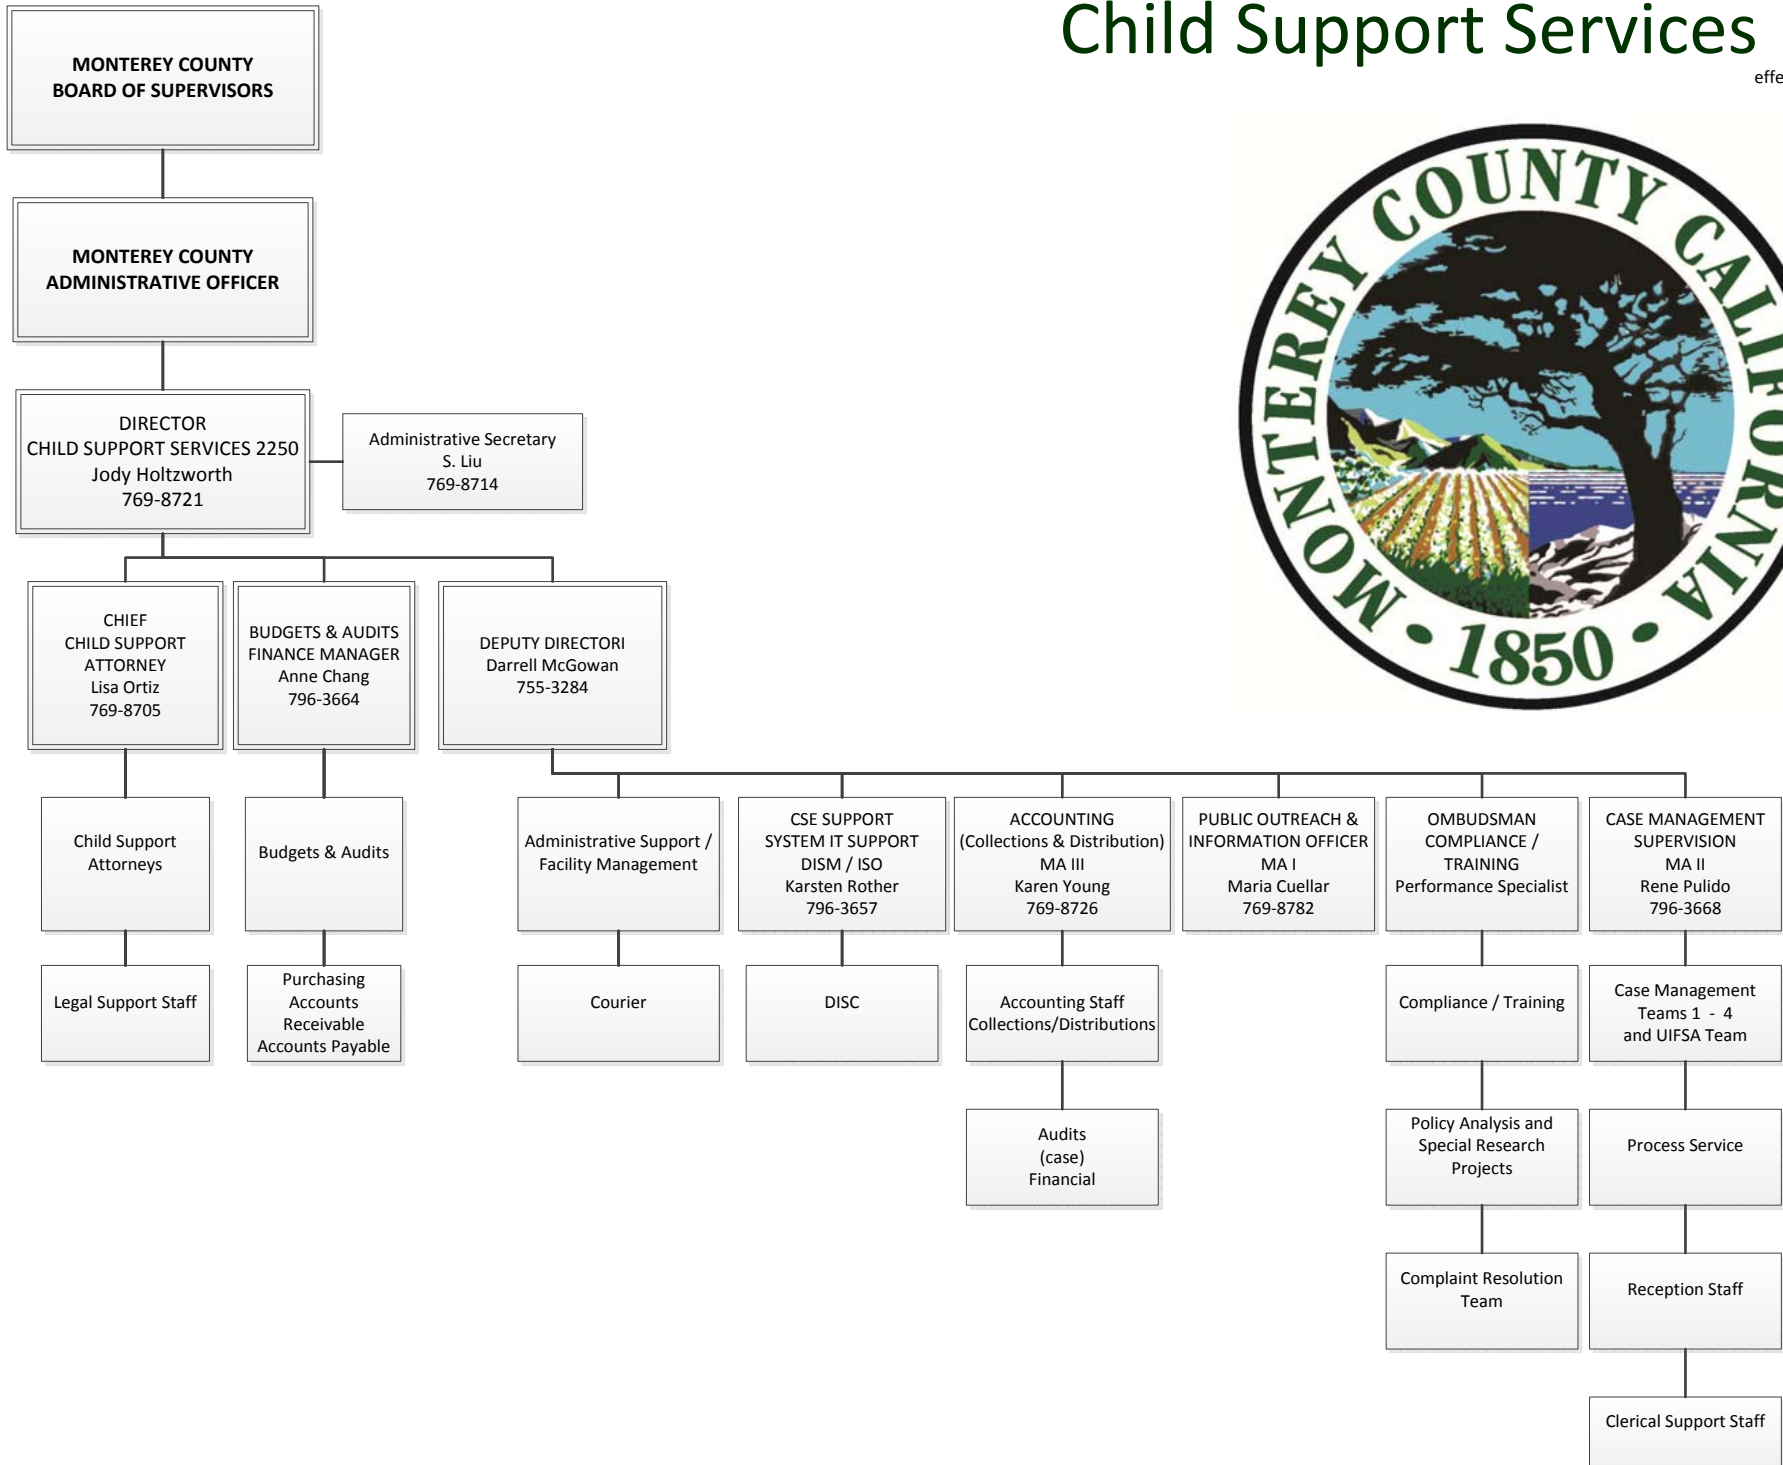 Child Support Services
MONTEREY COUNTY
BOARD OF SUPERVISORS
MONTEREY COUNTY CALIFORNIA
• 1850 •
MONTEREY COUNTY
ADMINISTRATIVE OFFICER
DIRECTOR
CHILD SUPPORT SERVICES 2250
Jody Holtzworth
769-8721
Administrative Secretary
S. Liu
769-8714
CHIEF
CHILD SUPPORT
ATTORNEY
Lisa Ortiz
769-8705
BUDGETS & AUDITS
FINANCE MANAGER
Anne Chang
796-3664
DEPUTY DIRECTORI
Darrell McGowan
755-3284
Child Support
Attorneys
Budgets & Audits
Administrative Support /
Facility Management
CSE SUPPORT
SYSTEM IT SUPPORT
DISM / ISO
Karsten Rother
796-3657
ACCOUNTING
(Collections & Distribution)
MA III
Karen Young
769-8726
PUBLIC OUTREACH &
INFORMATION OFFICER
MA I
Maria Cuellar
769-8782
OMBUDSMAN
COMPLIANCE /
TRAINING
Performance Specialist
CASE MANAGEMENT
SUPERVISION
MA II
Rene Pulido
796-3668
Legal Support Staff
Purchasing
Accounts
Receivable
Accounts Payable
Courier
DISC
Accounting Staff
Collections/Distributions
Compliance / Training
Case Management
Teams 1 - 4
and UIFSA Team
Audits
(case)
Financial
Policy Analysis and
Special Research
Projects
Process Service
Complaint Resolution
Team
Reception Staff
Clerical Support Staff